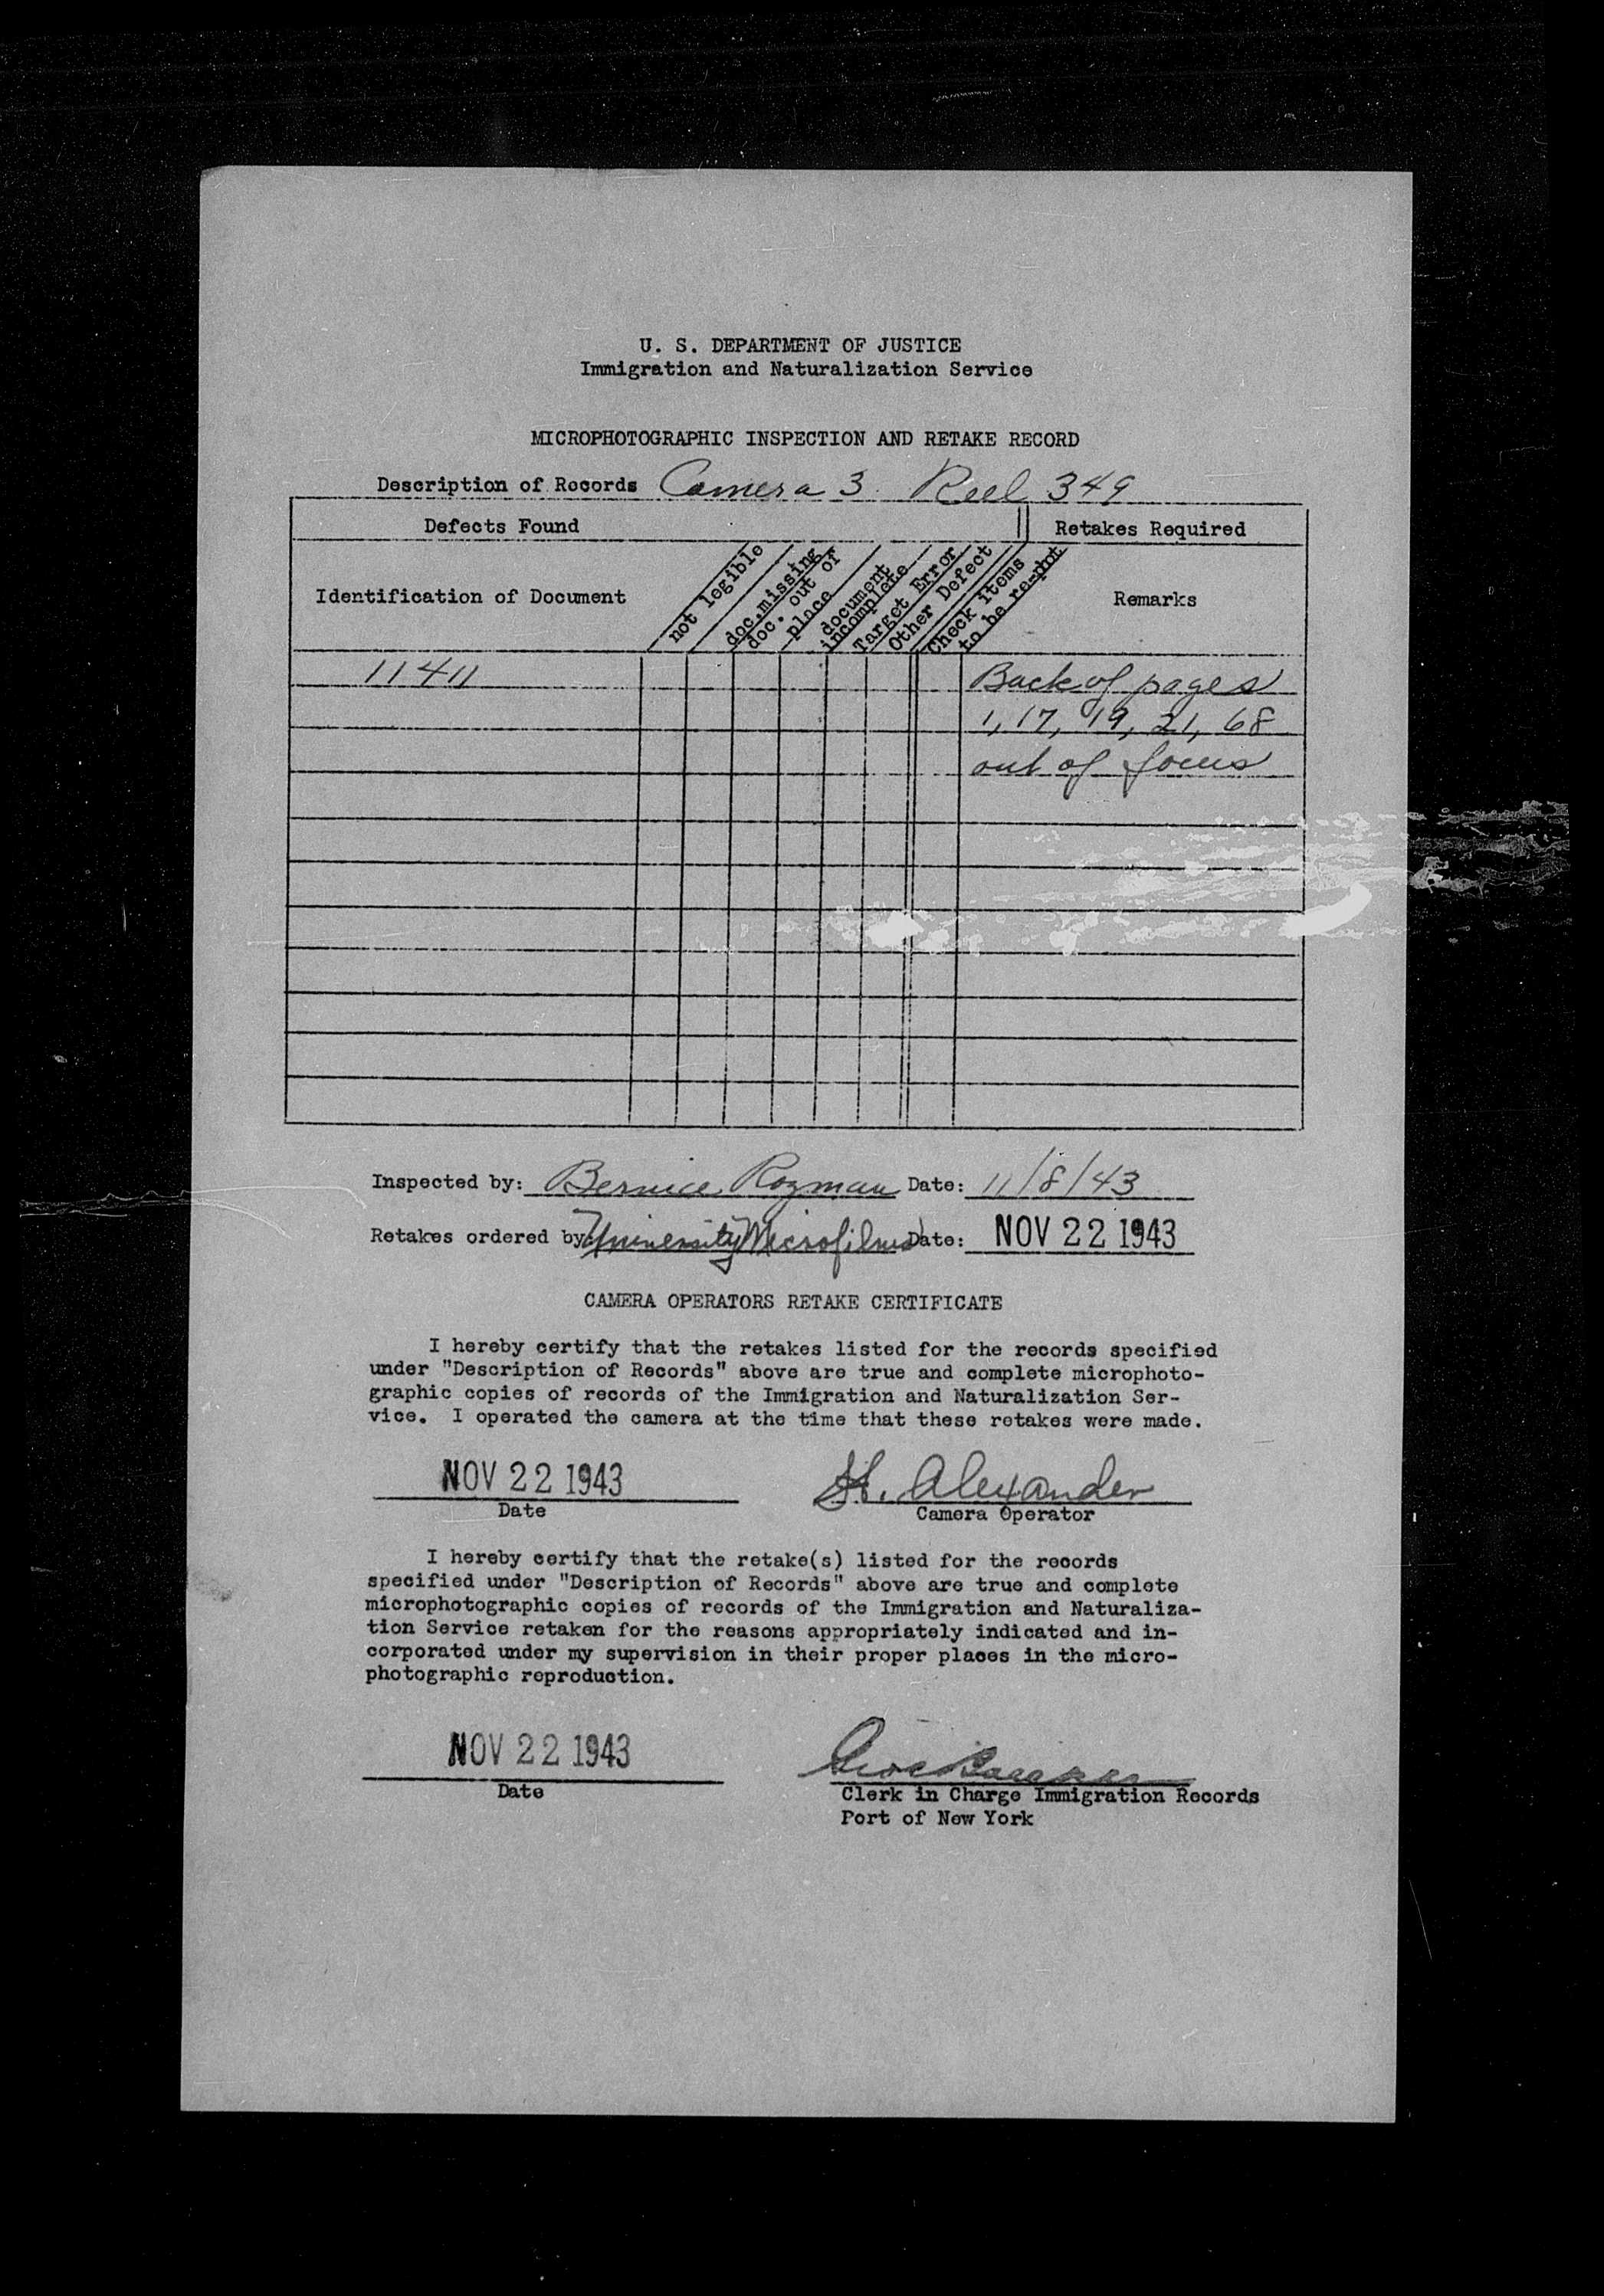 U. S. DEPARTMENT OF JUSTICE
Immigration and Naturalization Service
MICROPHOTOGRAPHIC INSPECTION AND RETAKE RECORD
Description of Records Camera 3 Reel 349
Defects Found
Retakes Required
Identification of Document
not legible
doc. missing
doc. out of
place
document
incomplete
Target Error
Other Defect
Check items
to be re-phot
Remarks
11411 Back of pages
1, 17, 19, 21, 68
out of focus
Inspected by: Bernice Rozman Date: 11/8/43
Retakes ordered by: University Microfilms Date: NOV 22 1943
CAMERA OPERATORS RETAKE CERTIFICATE
I hereby certify that the retakes listed for the records specified
under "Description of Records" above are true and complete microphoto-
graphic copies of records of the Immigration and Naturalization Ser-
vice. I operated the camera at the time that these retakes were made.
NOV 22 1943 H. Alexander
Date Camera Operator
I hereby certify that the retake(s) listed for the records
specified under "Description of Records" above are true and complete
microphotographic copies of records of the Immigration and Naturaliza-
tion Service retaken for the reasons appropriately indicated and in-
corporated under my supervision in their proper places in the micro-
photographic reproduction.
NOV 22 1943
Date Clerk in Charge Immigration Records
Port of New York